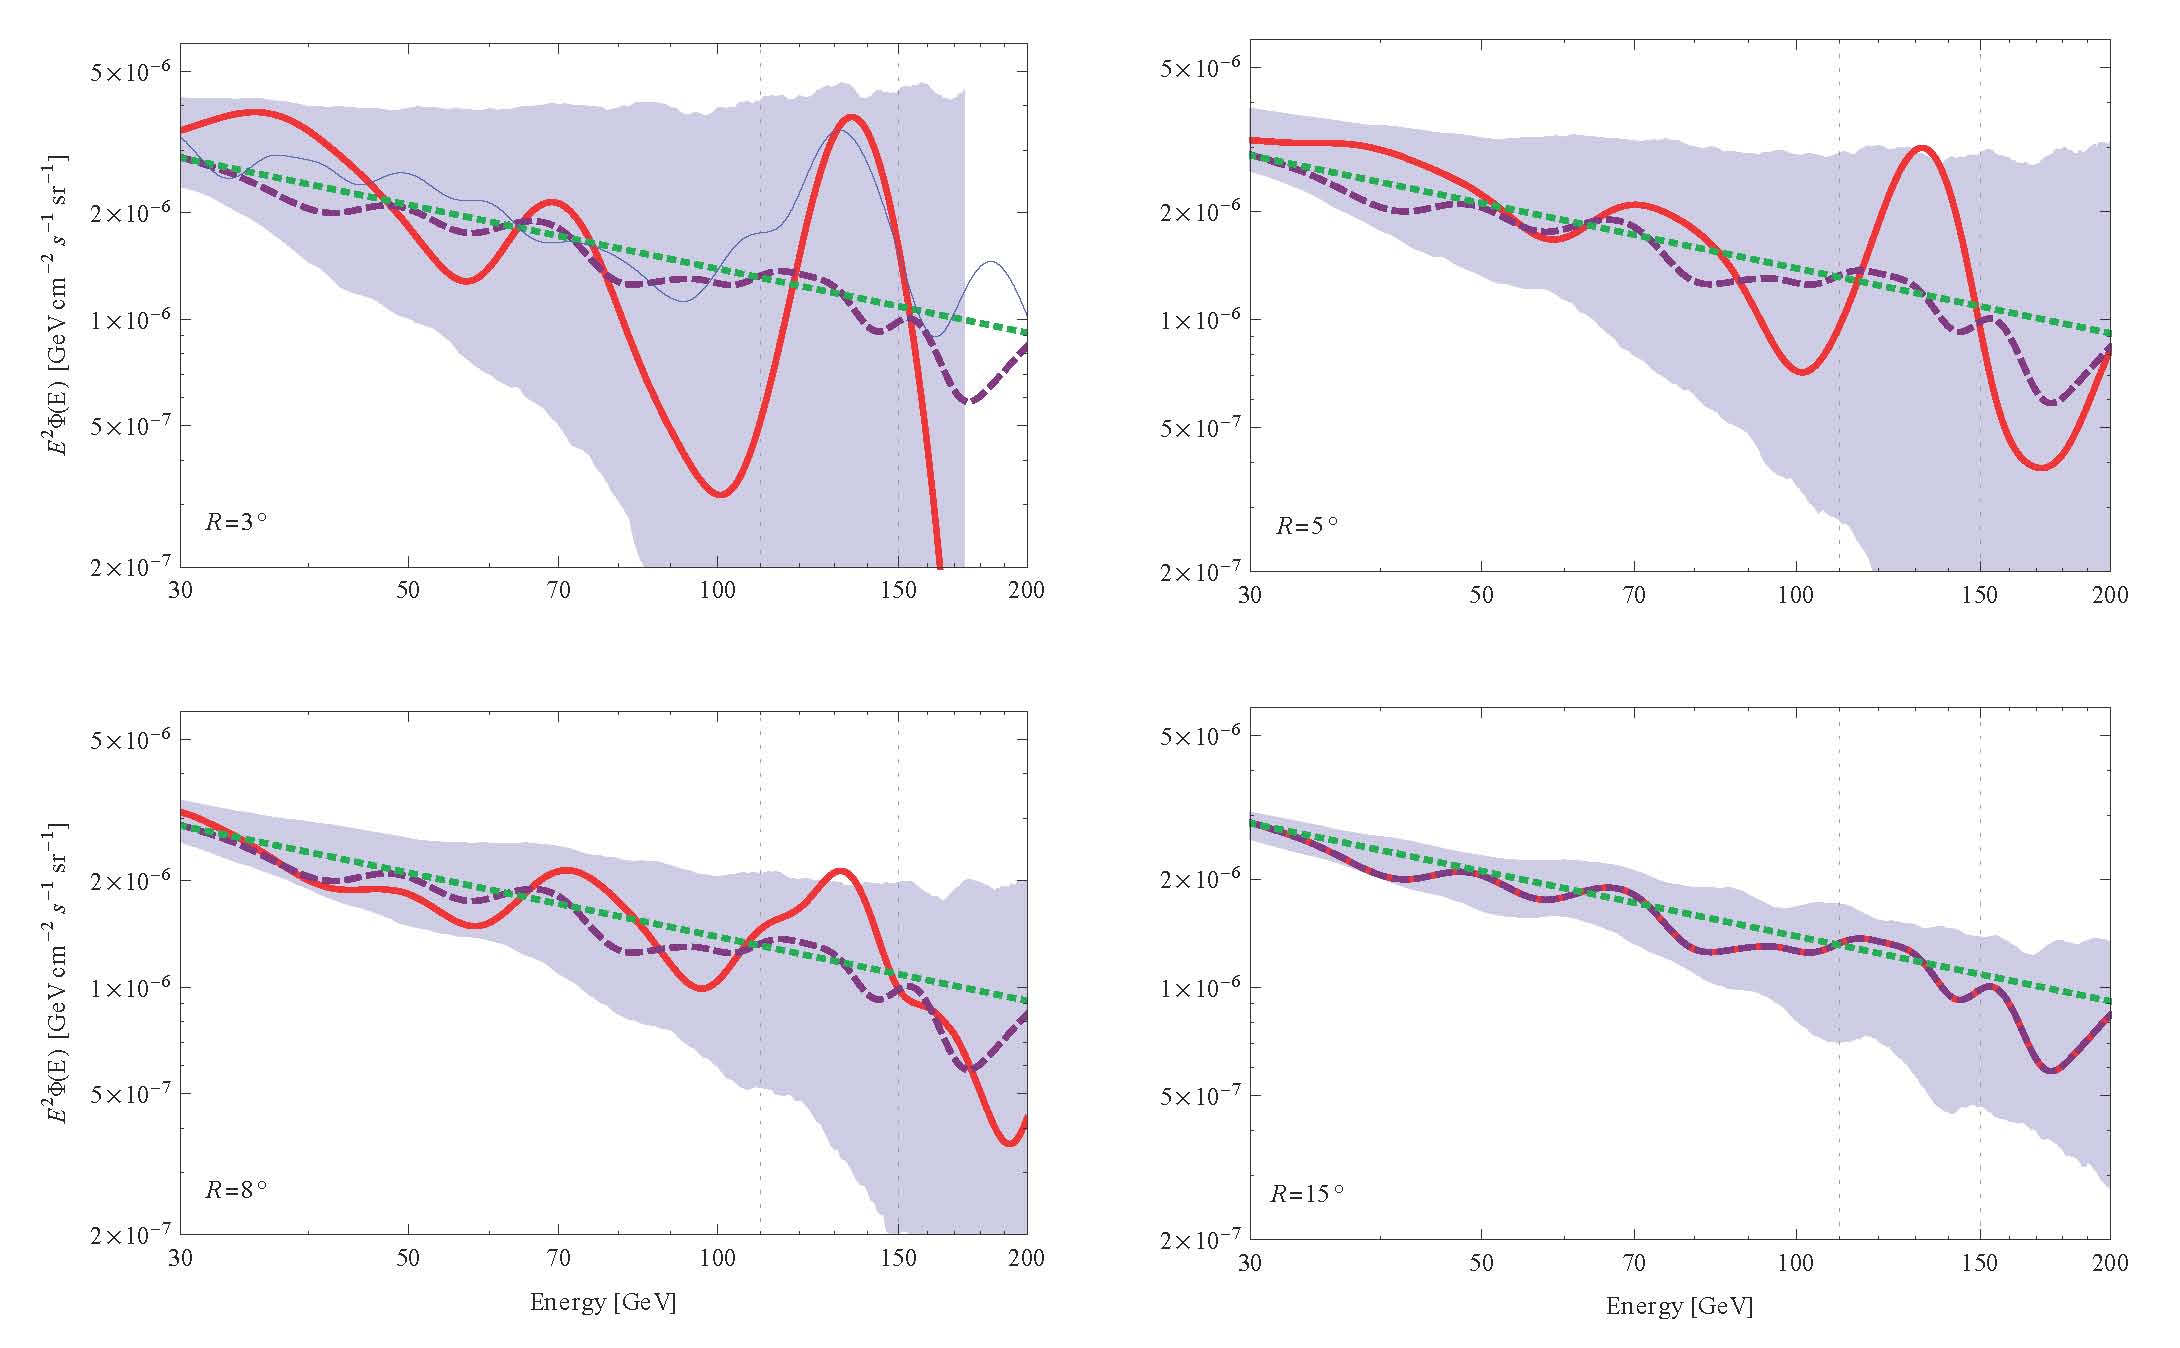 5×10⁻⁶
2×10⁻⁶
1×10⁻⁶
5×10⁻⁷
2×10⁻⁷
E²Φ(E) [GeV cm⁻² s⁻¹ sr⁻¹]
R=3°
30 50 70 100 150 200
5×10⁻⁶
2×10⁻⁶
1×10⁻⁶
5×10⁻⁷
2×10⁻⁷
R=5°
30 50 70 100 150 200
5×10⁻⁶
2×10⁻⁶
1×10⁻⁶
5×10⁻⁷
2×10⁻⁷
E²Φ(E) [GeV cm⁻² s⁻¹ sr⁻¹]
R=8°
30 50 70 100 150 200
Energy [GeV]
5×10⁻⁶
2×10⁻⁶
1×10⁻⁶
5×10⁻⁷
2×10⁻⁷
R=15°
30 50 70 100 150 200
Energy [GeV]